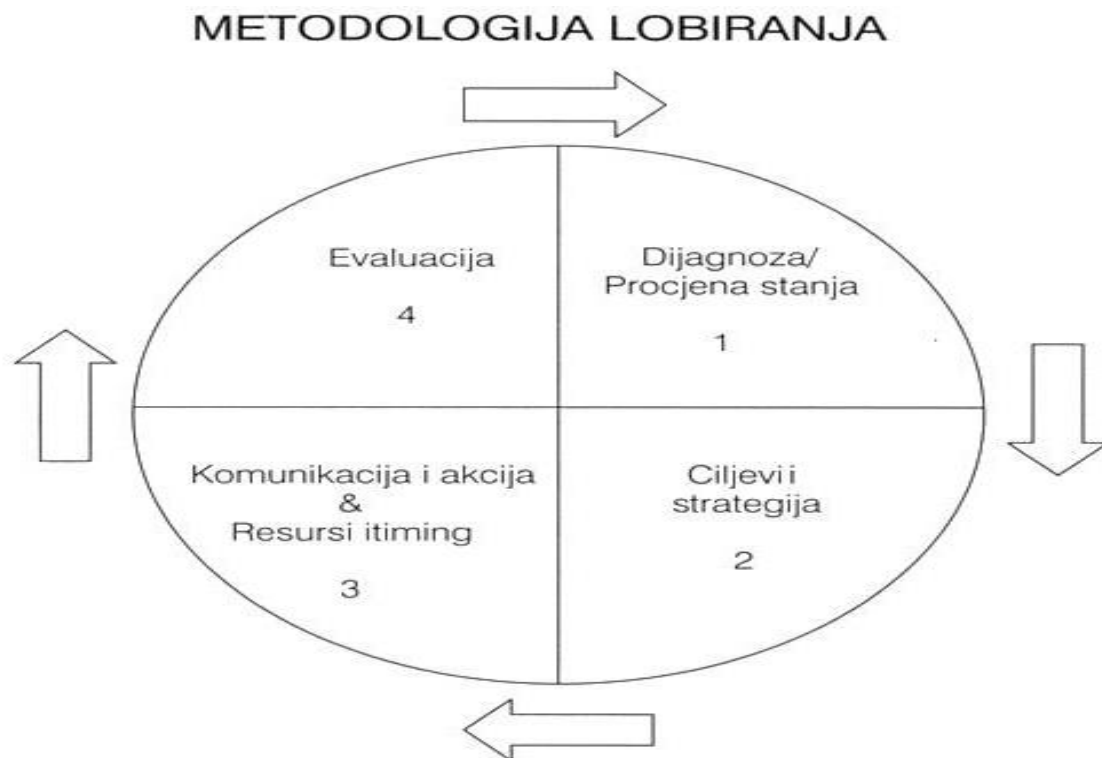 METODOLOGIJA LOBIRANJA
Evaluacija
4
Dijagnoza/
Procjena stanja
1
Komunikacija i akcija
&
Resursi itiming
3
Ciljevi i
strategija
2